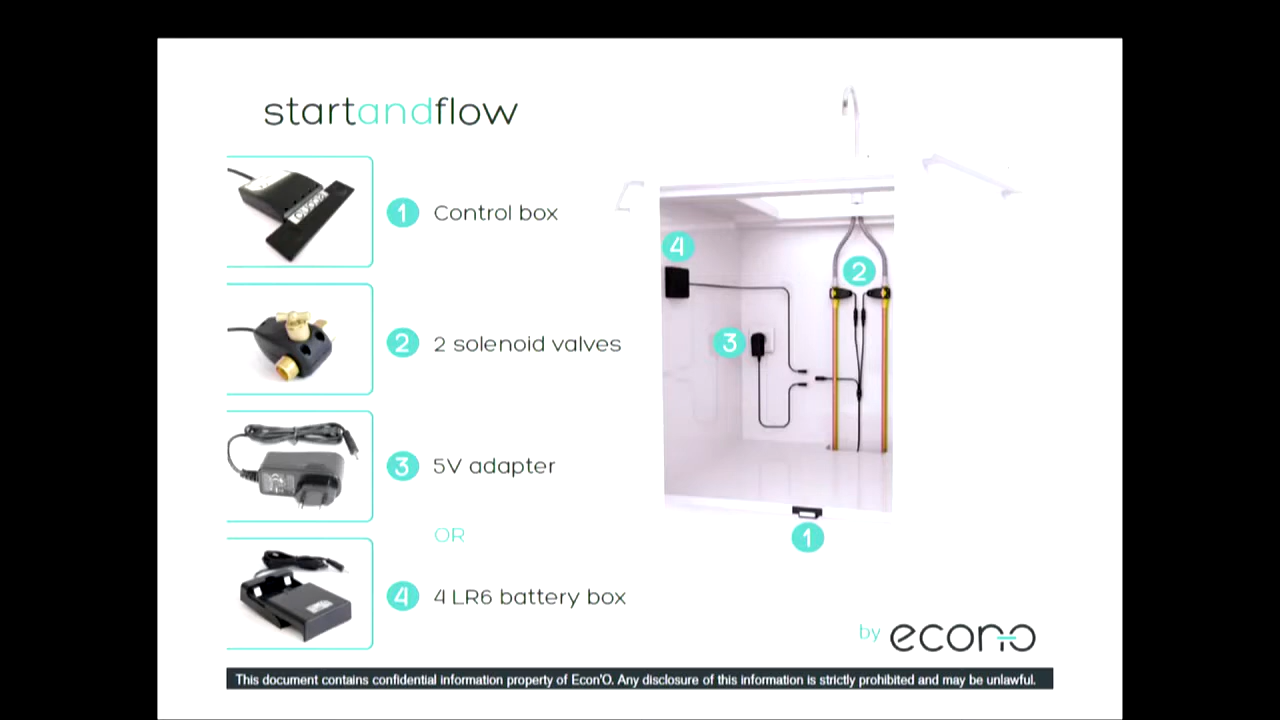 startandflow
1 Control box
2 2 solenoid valves
3 5V adapter
OR
4 4 LR6 battery box
4
2
3
1
by econo
This document contains confidential information property of Econ'O. Any disclosure of this information is strictly prohibited and may be unlawful.